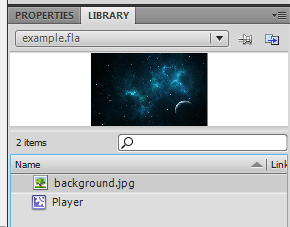 PROPERTIES LIBRARY
example.fla
2 items
Name Link
background.jpg
Player